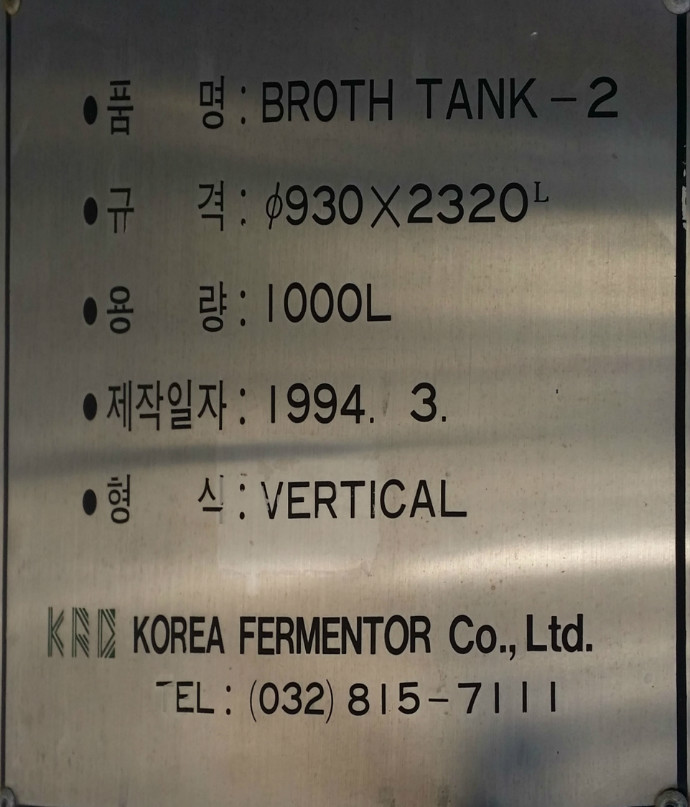 ●품 명: BROTH TANK-2
●규 격: ϕ930X2320ᴸ
●용 량: 1000L
●제작일자: 1994. 3.
●형 식: VERTICAL
KOREA FERMENTOR Co., Ltd.
TEL: (032) 815-7111